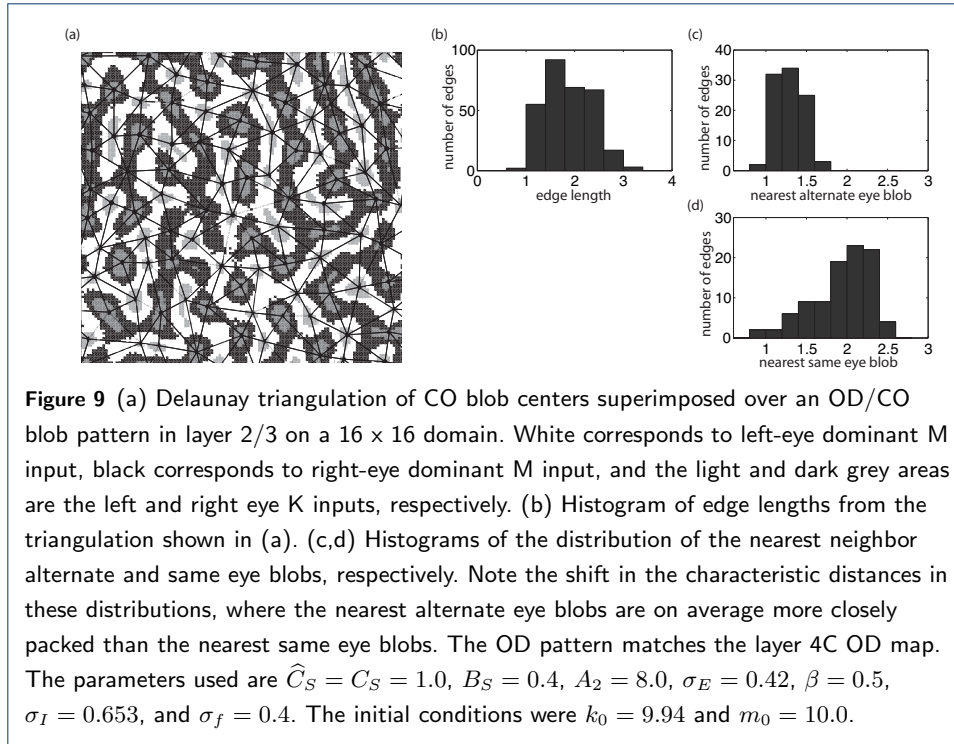 (a)
(b)
100
50
0
number of edges
0 1 2 3 4
edge length
(c)
40
30
20
10
0
number of edges
1 1.5 2 2.5 3
nearest alternate eye blob
(d)
30
20
10
0
number of edges
1 1.5 2 2.5 3
nearest same eye blob
Figure 9 (a) Delaunay triangulation of CO blob centers superimposed over an OD/CO
blob pattern in layer 2/3 on a 16 x 16 domain. White corresponds to left-eye dominant M
input, black corresponds to right-eye dominant M input, and the light and dark grey areas
are the left and right eye K inputs, respectively. (b) Histogram of edge lengths from the
triangulation shown in (a). (c,d) Histograms of the distribution of the nearest neighbor
alternate and same eye blobs, respectively. Note the shift in the characteristic distances in
these distributions, where the nearest alternate eye blobs are on average more closely
packed than the nearest same eye blobs. The OD pattern matches the layer 4C OD map.
The parameters used are Ĉ_S = C_S = 1.0, B_S = 0.4, A_2 = 8.0, σ_E = 0.42, β = 0.5,
σ_I = 0.653, and σ_f = 0.4. The initial conditions were k_0 = 9.94 and m_0 = 10.0.